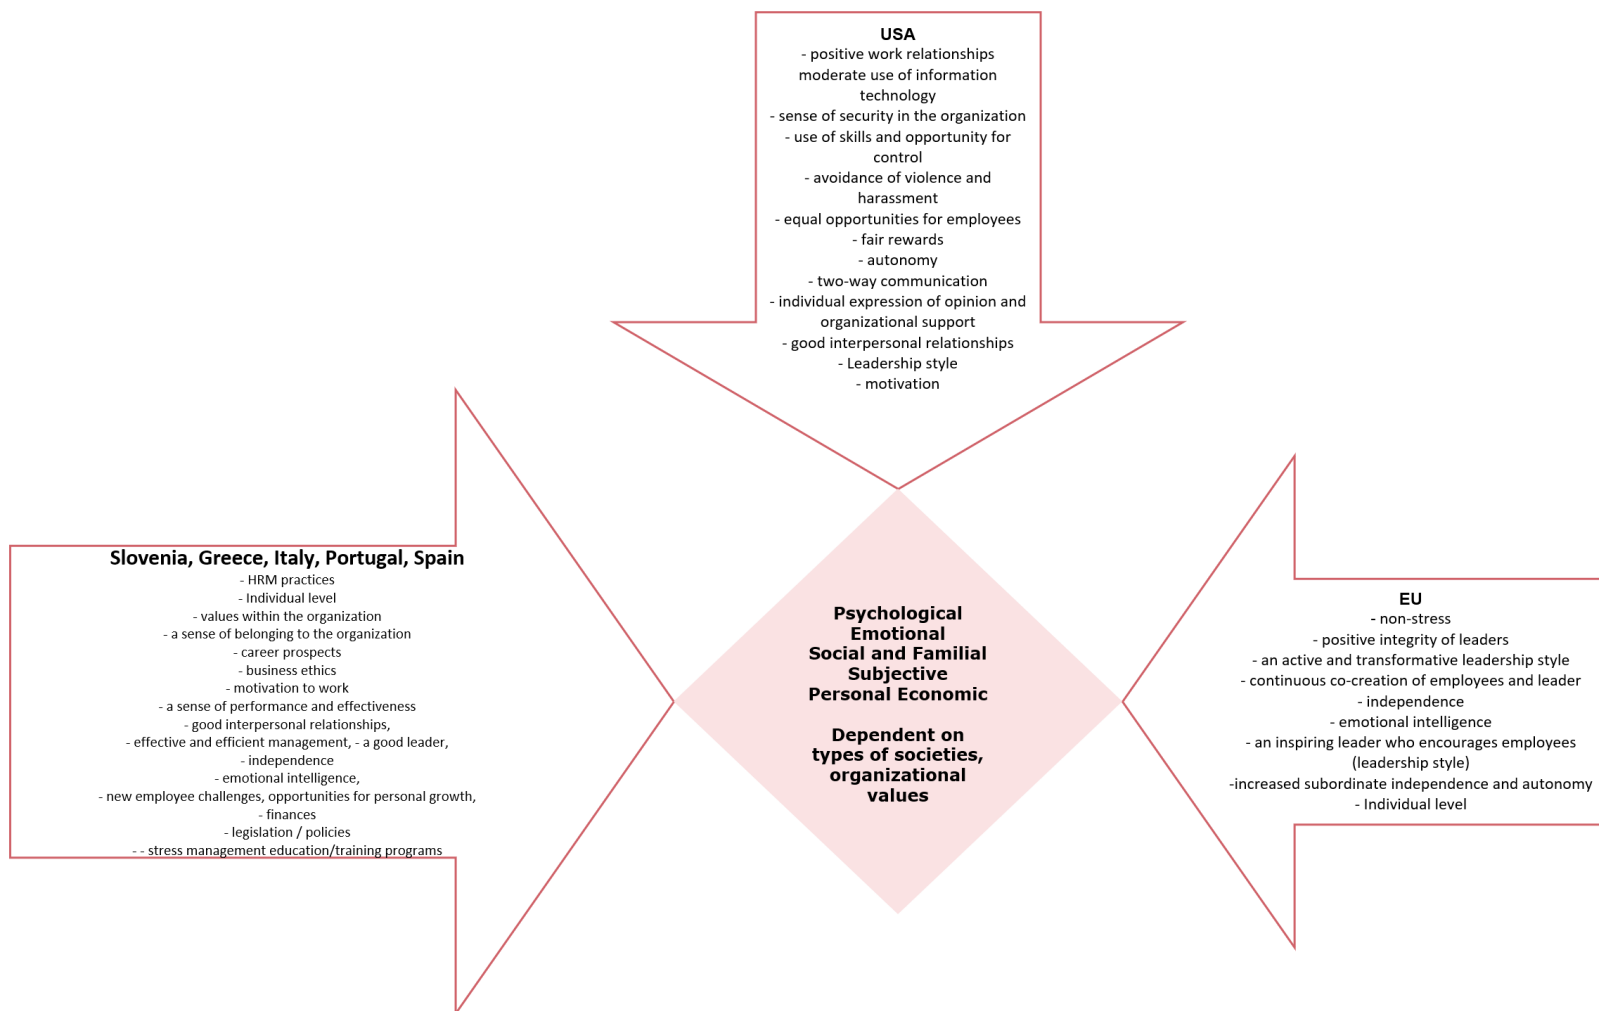 USA
- positive work relationships
moderate use of information
technology
- sense of security in the organization
- use of skills and opportunity for
control
- avoidance of violence and
harassment
- equal opportunities for employees
- fair rewards
- autonomy
- two-way communication
- individual expression of opinion and
organizational support
- good interpersonal relationships
- Leadership style
- motivation
Slovenia, Greece, Italy, Portugal, Spain
- HRM practices
- Individual level
- values within the organization
- a sense of belonging to the organization
- career prospects
- business ethics
- motivation to work
- a sense of performance and effectiveness
- good interpersonal relationships,
- effective and efficient management, - a good leader,
- independence
- emotional intelligence,
- new employee challenges, opportunities for personal growth,
- finances
- legislation / policies
- - stress management education/training programs
Psychological
Emotional
Social and Familial
Subjective
Personal Economic
Dependent on
types of societies,
organizational
values
EU
- non-stress
- positive integrity of leaders
- an active and transformative leadership style
- continuous co-creation of employees and leader
- independence
- emotional intelligence
- an inspiring leader who encourages employees
(leadership style)
-increased subordinate independence and autonomy
- Individual level